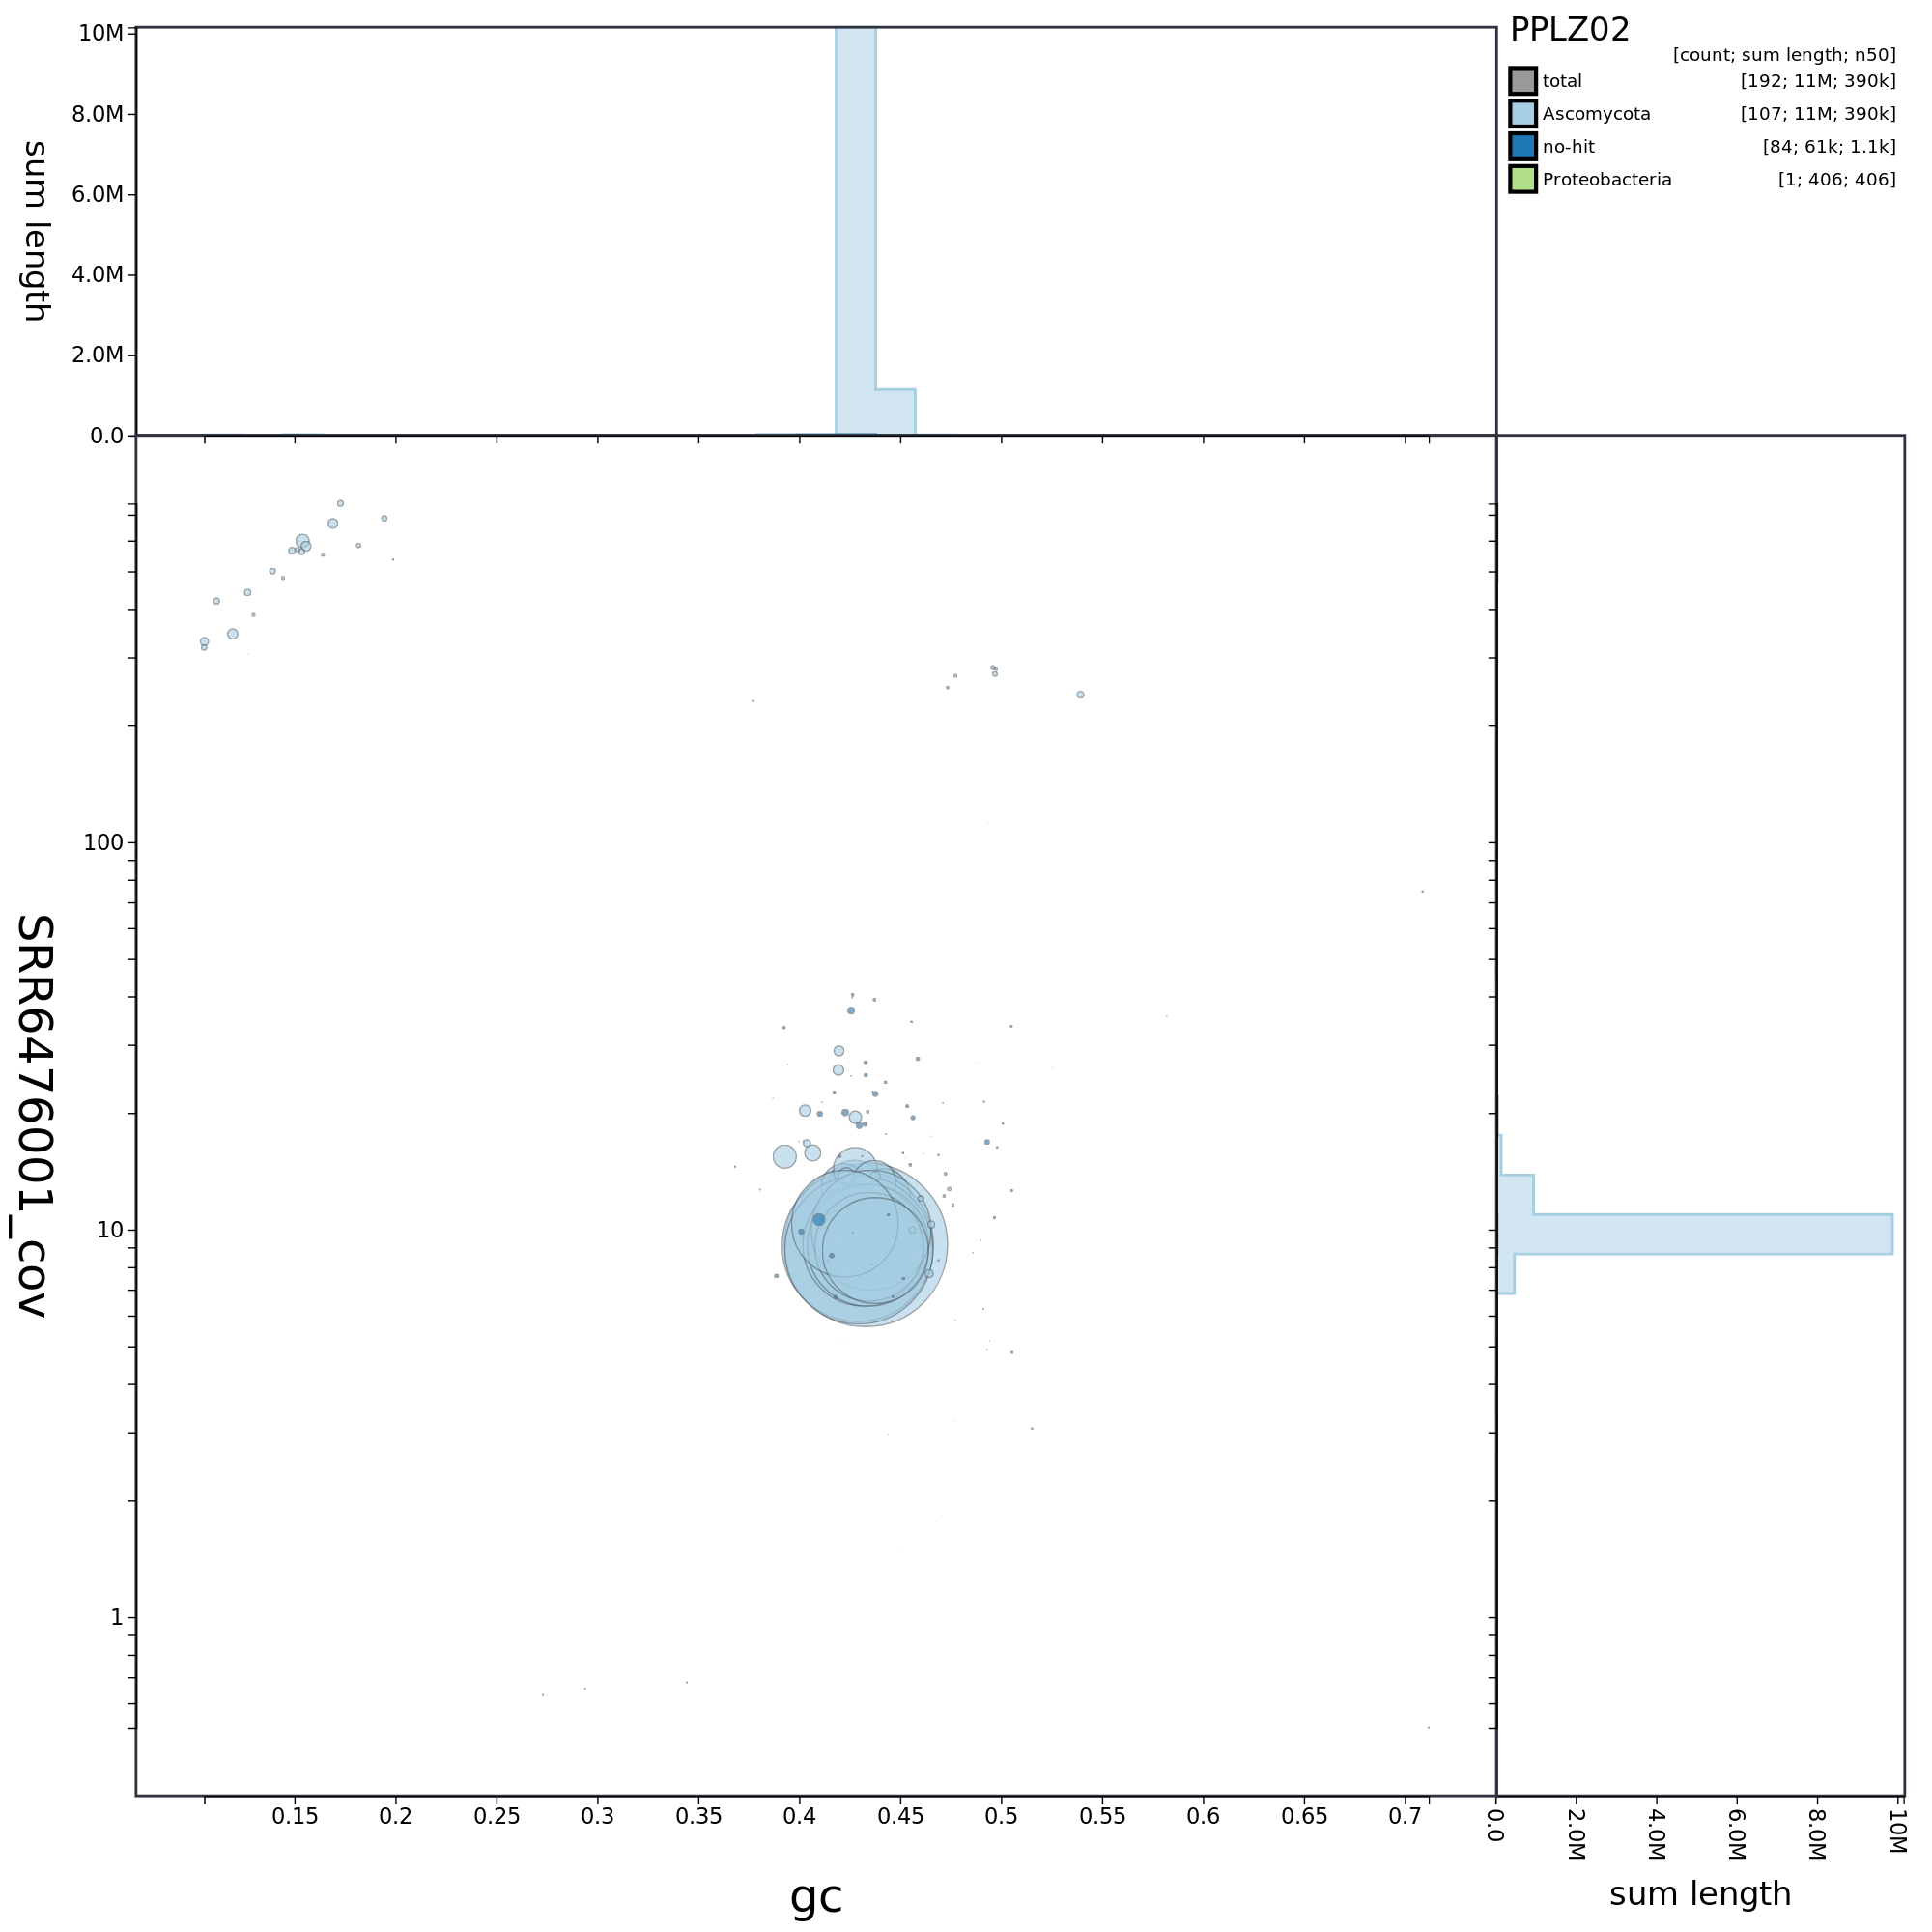 PPLZ02
[count; sum length; n50]
total [192; 11M; 390k]
Ascomycota [107; 11M; 390k]
no-hit [84; 61k; 1.1k]
Proteobacteria [1; 406; 406]
sum length
10M
8.0M
6.0M
4.0M
2.0M
0.0
SRR6476001_cov
100
10
1
0.15 0.2 0.25 0.3 0.35 0.4 0.45 0.5 0.55 0.6 0.65 0.7
gc
0.0 2.0M 4.0M 6.0M 8.0M 10M
sum length